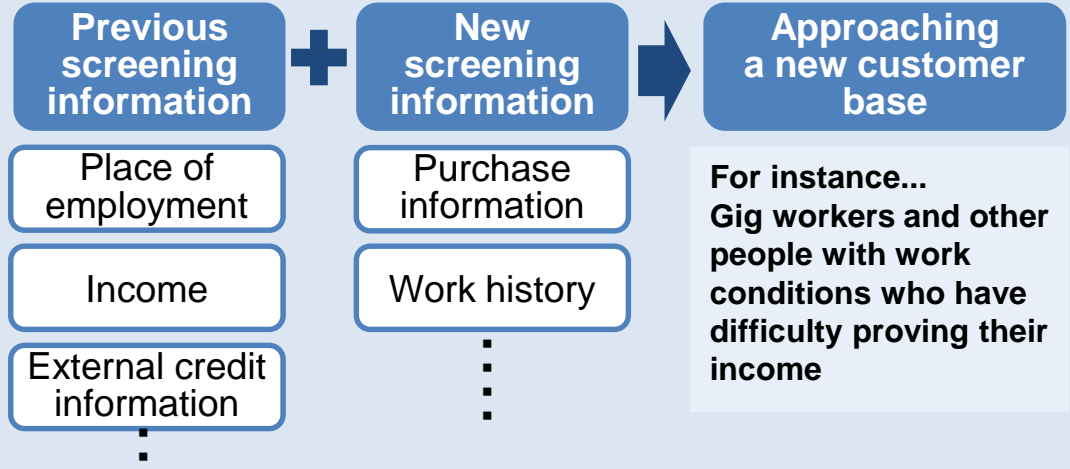 Previous
screening
information
New
screening
information
Approaching
a new customer
base
Place of
employment
Income
External credit
information
Purchase
information
Work history
For instance...
Gig workers and other
people with work
conditions who have
difficulty proving their
income